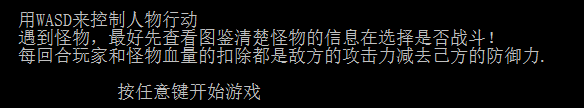 用WASD来控制人物行动
遇到怪物，最好先查看图鉴清楚怪物的信息在选择是否战斗！
每回合玩家和怪物血量的扣除都是敌方的攻击力减去己方的防御力.
按任意键开始游戏